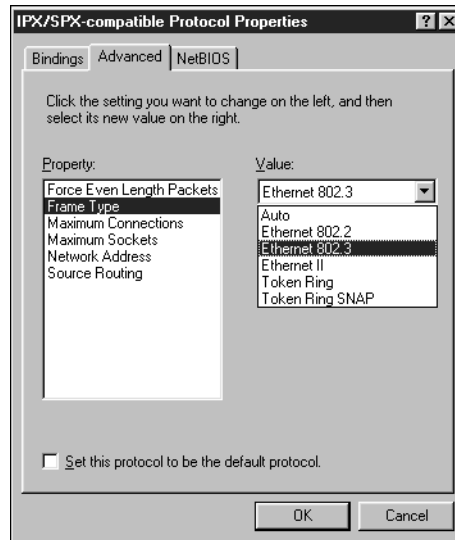 IPX/SPX-compatible Protocol Properties
Bindings Advanced NetBIOS
Click the setting you want to change on the left, and then
select its new value on the right.
Property:
Force Even Length Packets
Frame Type
Maximum Connections
Maximum Sockets
Network Address
Source Routing
Value:
Ethernet 802.3
Auto
Ethernet 802.2
Ethernet 802.3
Ethernet II
Token Ring
Token Ring SNAP
Set this protocol to be the default protocol.
OK Cancel